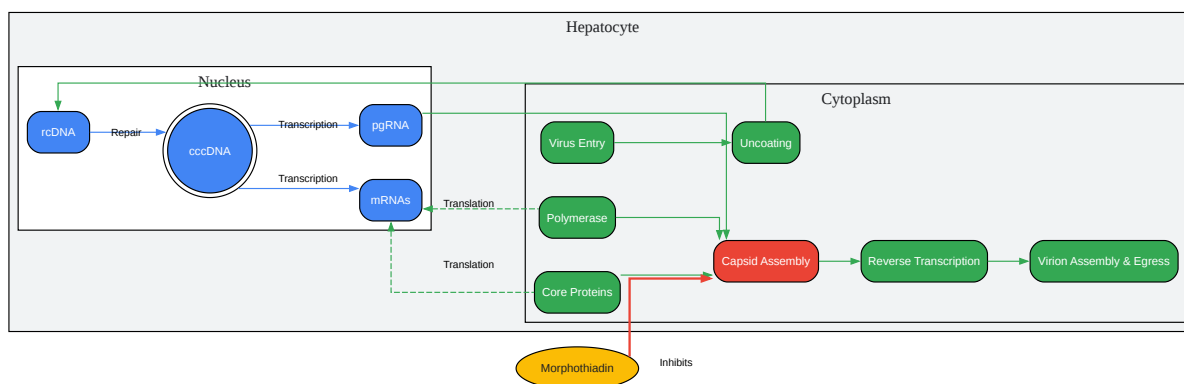 Hepatocyte
Nucleus
Cytoplasm
rcDNA
Repair
cccDNA
Transcription
pgRNA
Transcription
mRNAs
Virus Entry
Uncoating
Translation
Polymerase
Translation
Core Proteins
Capsid Assembly
Reverse Transcription
Virion Assembly & Egress
Morphothiadin
Inhibits